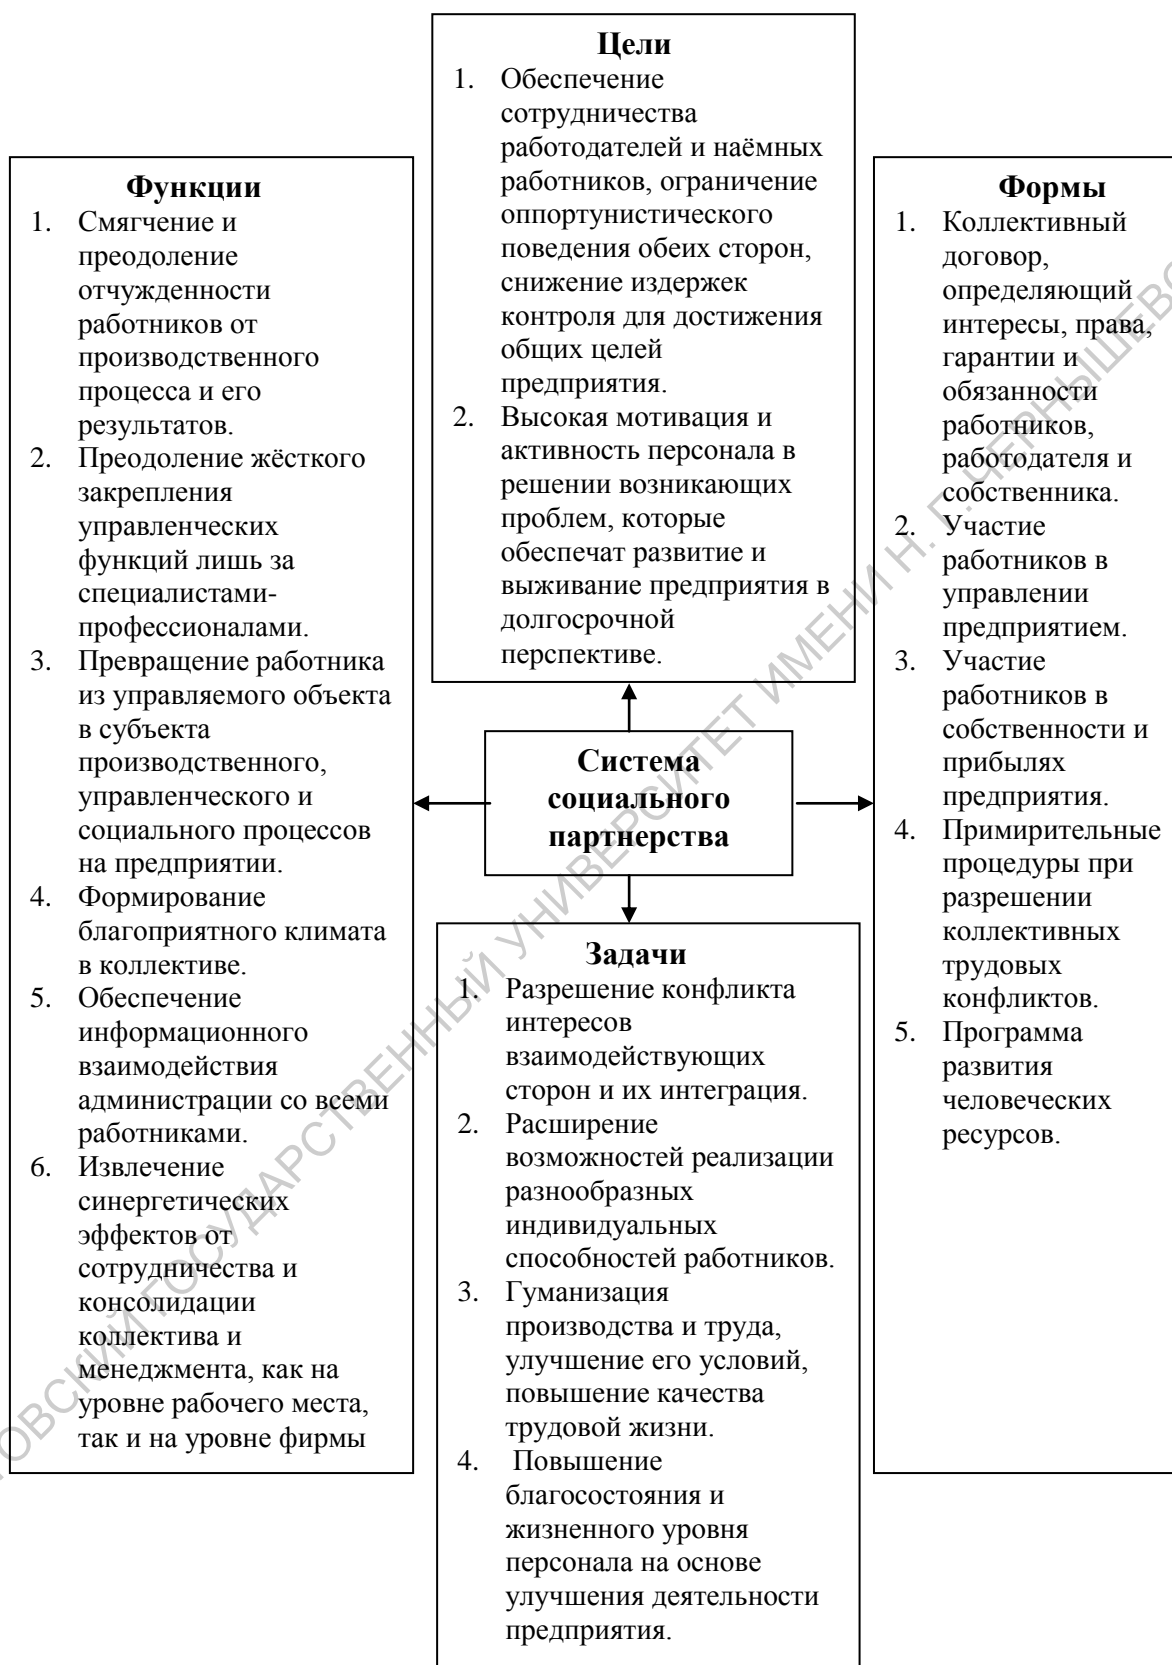 Цели
1. Обеспечение
сотрудничества
работодателей и наёмных
работников, ограничение
оппортунистического
поведения обеих сторон,
снижение издержек
контроля для достижения
общих целей
предприятия.
2. Высокая мотивация и
активность персонала в
решении возникающих
проблем, которые
обеспечат развитие и
выживание предприятия в
долгосрочной
перспективе.
Функции
1. Смягчение и
преодоление
отчужденности
работников от
производственного
процесса и его
результатов.
2. Преодоление жёсткого
закрепления
управленческих
функций лишь за
специалистами-
профессионалами.
3. Превращение работника
из управляемого объекта
в субъекта
производственного,
управленческого и
социального процессов
на предприятии.
4. Формирование
благоприятного климата
в коллективе.
5. Обеспечение
информационного
взаимодействия
администрации со всеми
работниками.
6. Извлечение
синергетических
эффектов от
сотрудничества и
консолидации
коллектива и
менеджмента, как на
уровне рабочего места,
так и на уровне фирмы
Система
социального
партнерства
Формы
1. Коллективный
договор,
определяющий
интересы, права,
гарантии и
обязанности
работников,
работодателя и
собственника.
2. Участие
работников в
управлении
предприятием.
3. Участие
работников в
собственности и
прибылях
предприятия.
4. Примирительные
процедуры при
разрешении
коллективных
трудовых
конфликтов.
5. Программа
развития
человеческих
ресурсов.
Задачи
1. Разрешение конфликта
интересов
взаимодействующих
сторон и их интеграция.
2. Расширение
возможностей реализации
разнообразных
индивидуальных
способностей работников.
3. Гуманизация
производства и труда,
улучшение его условий,
повышение качества
трудовой жизни.
4. Повышение
благосостояния и
жизненного уровня
персонала на основе
улучшения деятельности
предприятия.
ГОСУДАРСТВЕННЫЙ УНИВЕРСИТЕТ ИМЕНИ Н. Г.